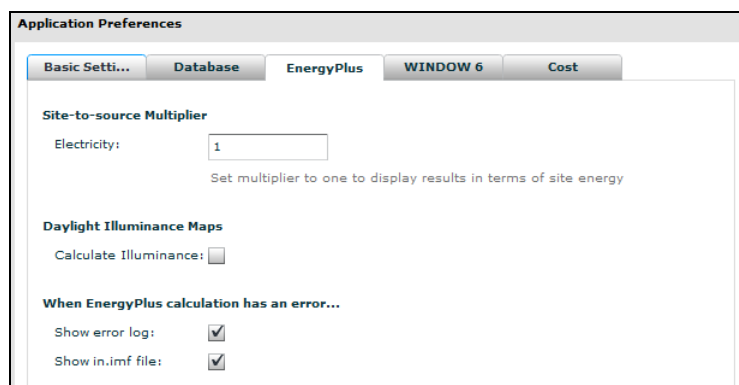 Application Preferences
Basic Setti... Database EnergyPlus WINDOW 6 Cost
Site-to-source Multiplier
Electricity: 1
Set multiplier to one to display results in terms of site energy
Daylight Illuminance Maps
Calculate Illuminance:
When EnergyPlus calculation has an error...
Show error log:
Show in.imf file: